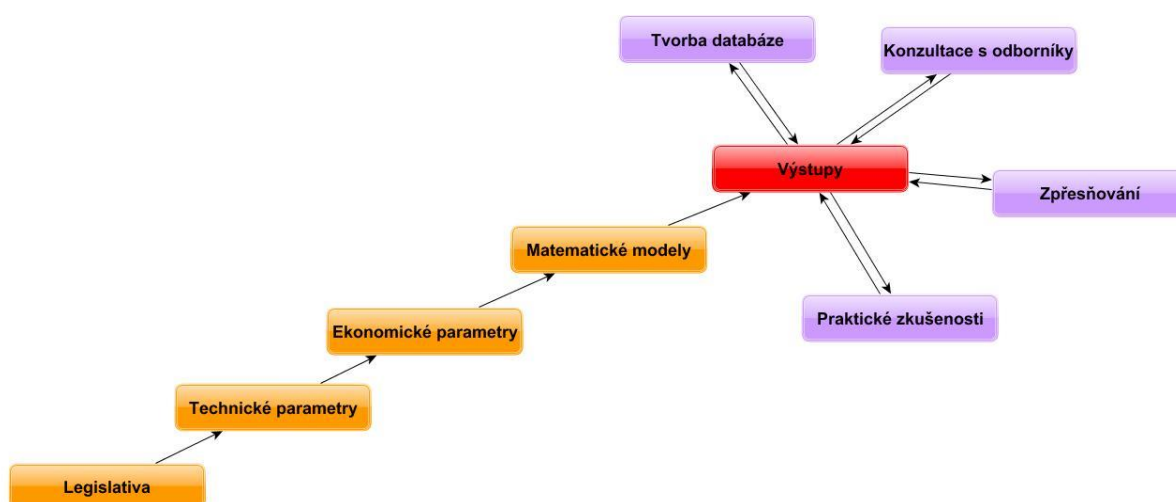 Tvorba databáze
Konzultace s odborníky
Výstupy
Zpřesňování
Matematické modely
Praktické zkušenosti
Ekonomické parametry
Technické parametry
Legislativa